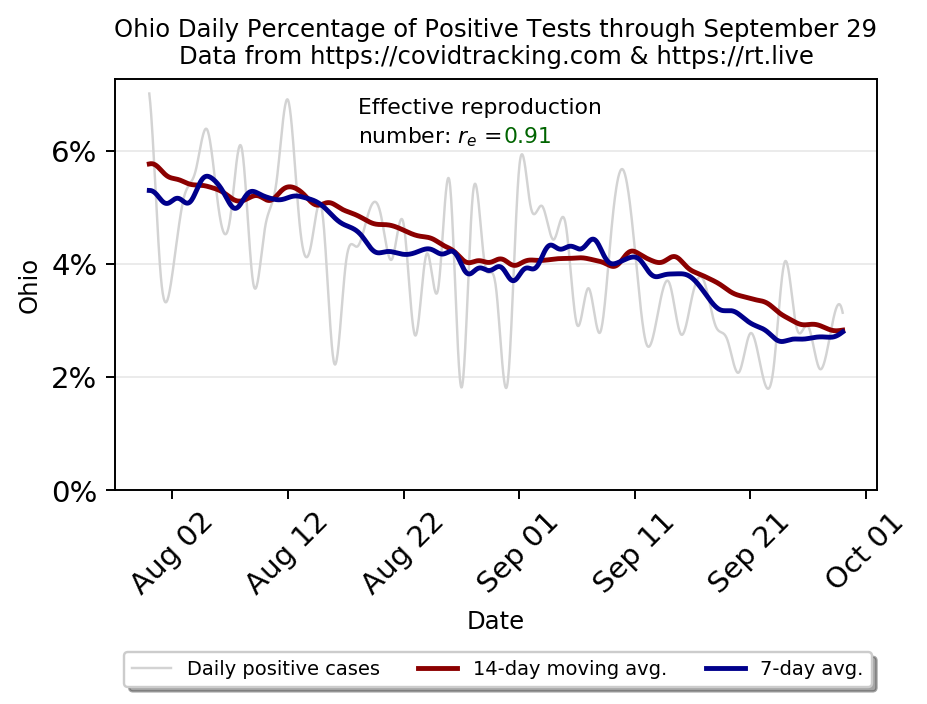 Ohio Daily Percentage of Positive Tests through September 29
Data from https://covidtracking.com & https://rt.live
Effective reproduction
number: rₑ =0.91
6%
4%
2%
0%
Ohio
Aug 02
Aug 12
Aug 22
Sep 01
Sep 11
Sep 21
Oct 01
Date
Daily positive cases
14-day moving avg.
7-day avg.